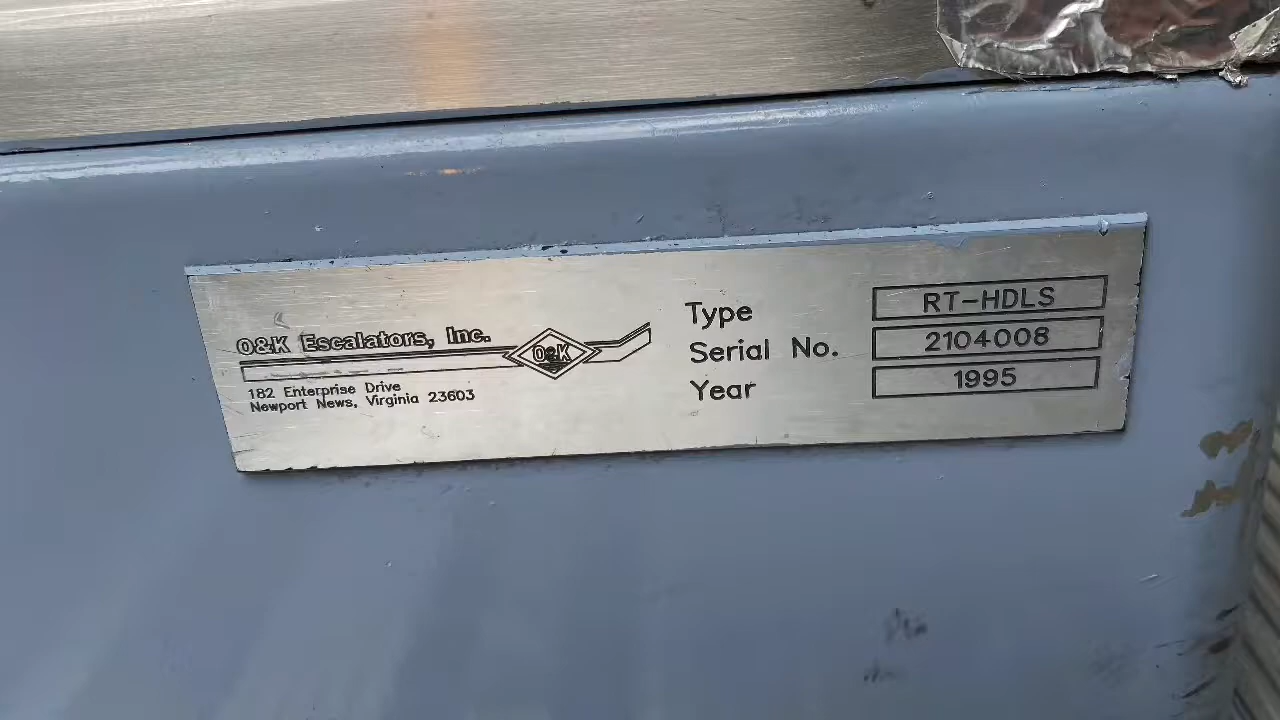 O&K Escalators, Inc.
O&K
182 Enterprise Drive
Newport News, Virginia 23603
Type RT-HDLS
Serial No. 2104008
Year 1995